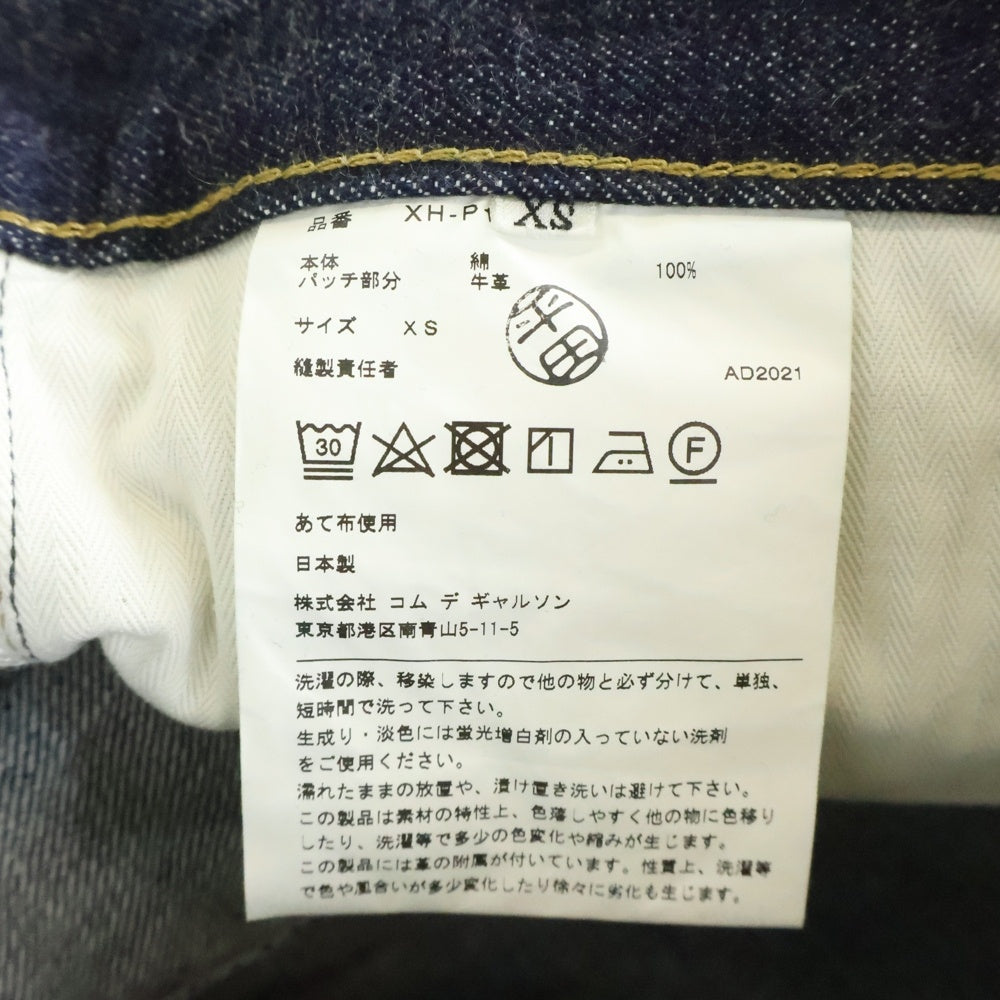 品番 XH-P1 XS
本体 綿 100%
パッチ部分 牛革
サイズ XS
縫製責任者 AD2021
30 F
あて布使用
日本製
株式会社 コム デ ギャルソン
東京都港区南青山5-11-5
洗濯の際、移染しますので他の物と必ず分けて、単独、
短時間で洗って下さい。
生成り・淡色には蛍光増白剤の入っていない洗剤
をご使用ください。
濡れたままの放置や、漬け置き洗いは避けて下さい。
この製品は素材の特性上、色落しやすく他の物に色移り
したり、洗濯等で多少の色変化や縮みが生じます。
この製品には革の附属が付いています。性質上、洗濯等
で色や風合いが多少変化したり徐々に劣化も生じます。